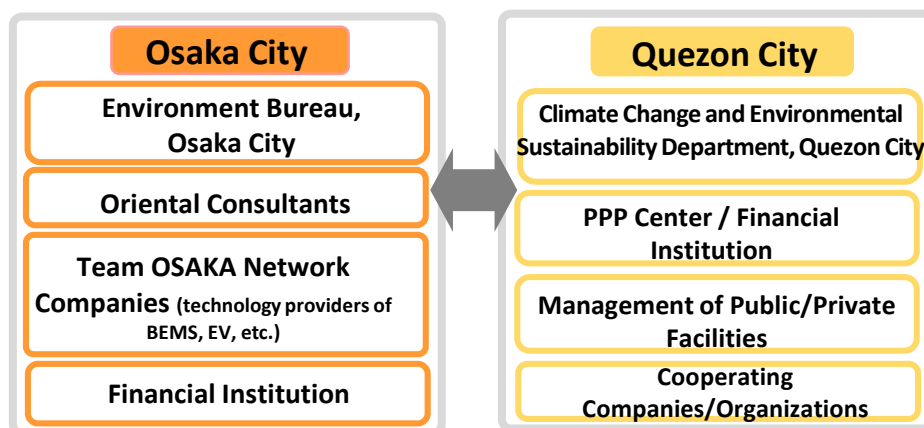 Osaka City
Environment Bureau,
Osaka City
Oriental Consultants
Team OSAKA Network
Companies (technology providers of
BEMS, EV, etc.)
Financial Institution
Quezon City
Climate Change and Environmental
Sustainability Department, Quezon City
PPP Center / Financial
Institution
Management of Public/Private
Facilities
Cooperating
Companies/Organizations